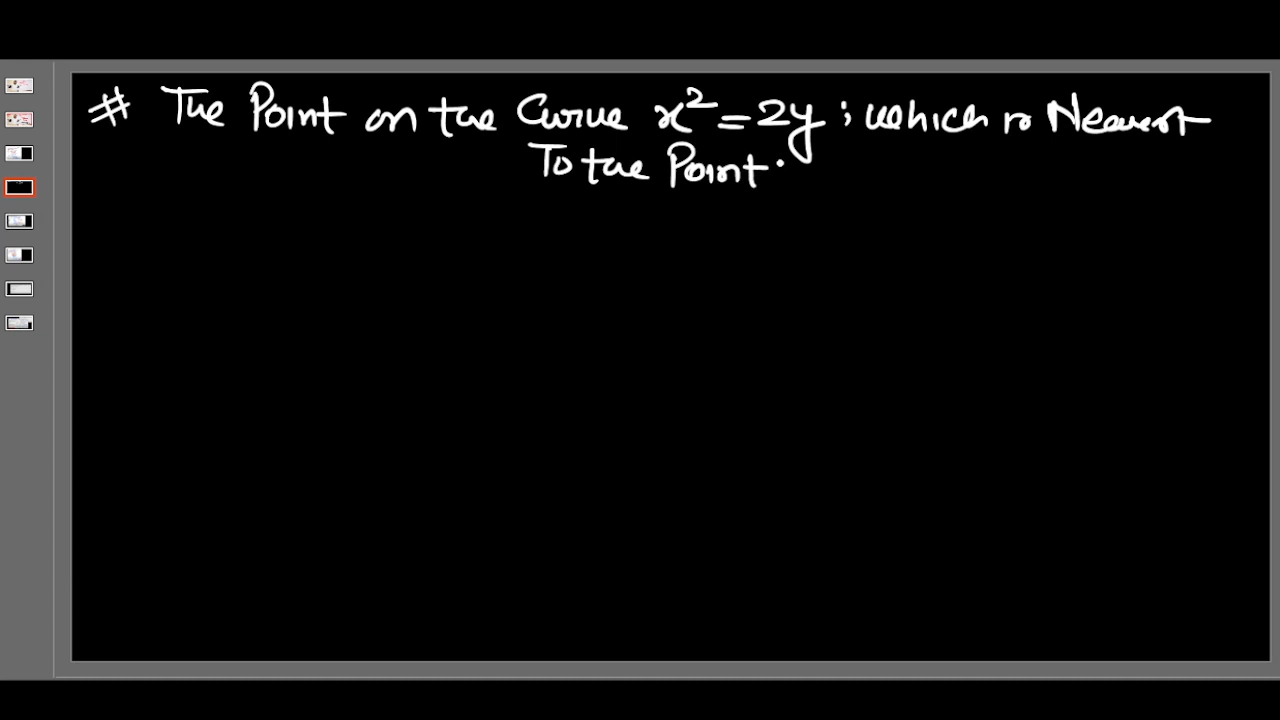 # The Point on the Curve x² = 2y ; which is Nearest
To the Point.